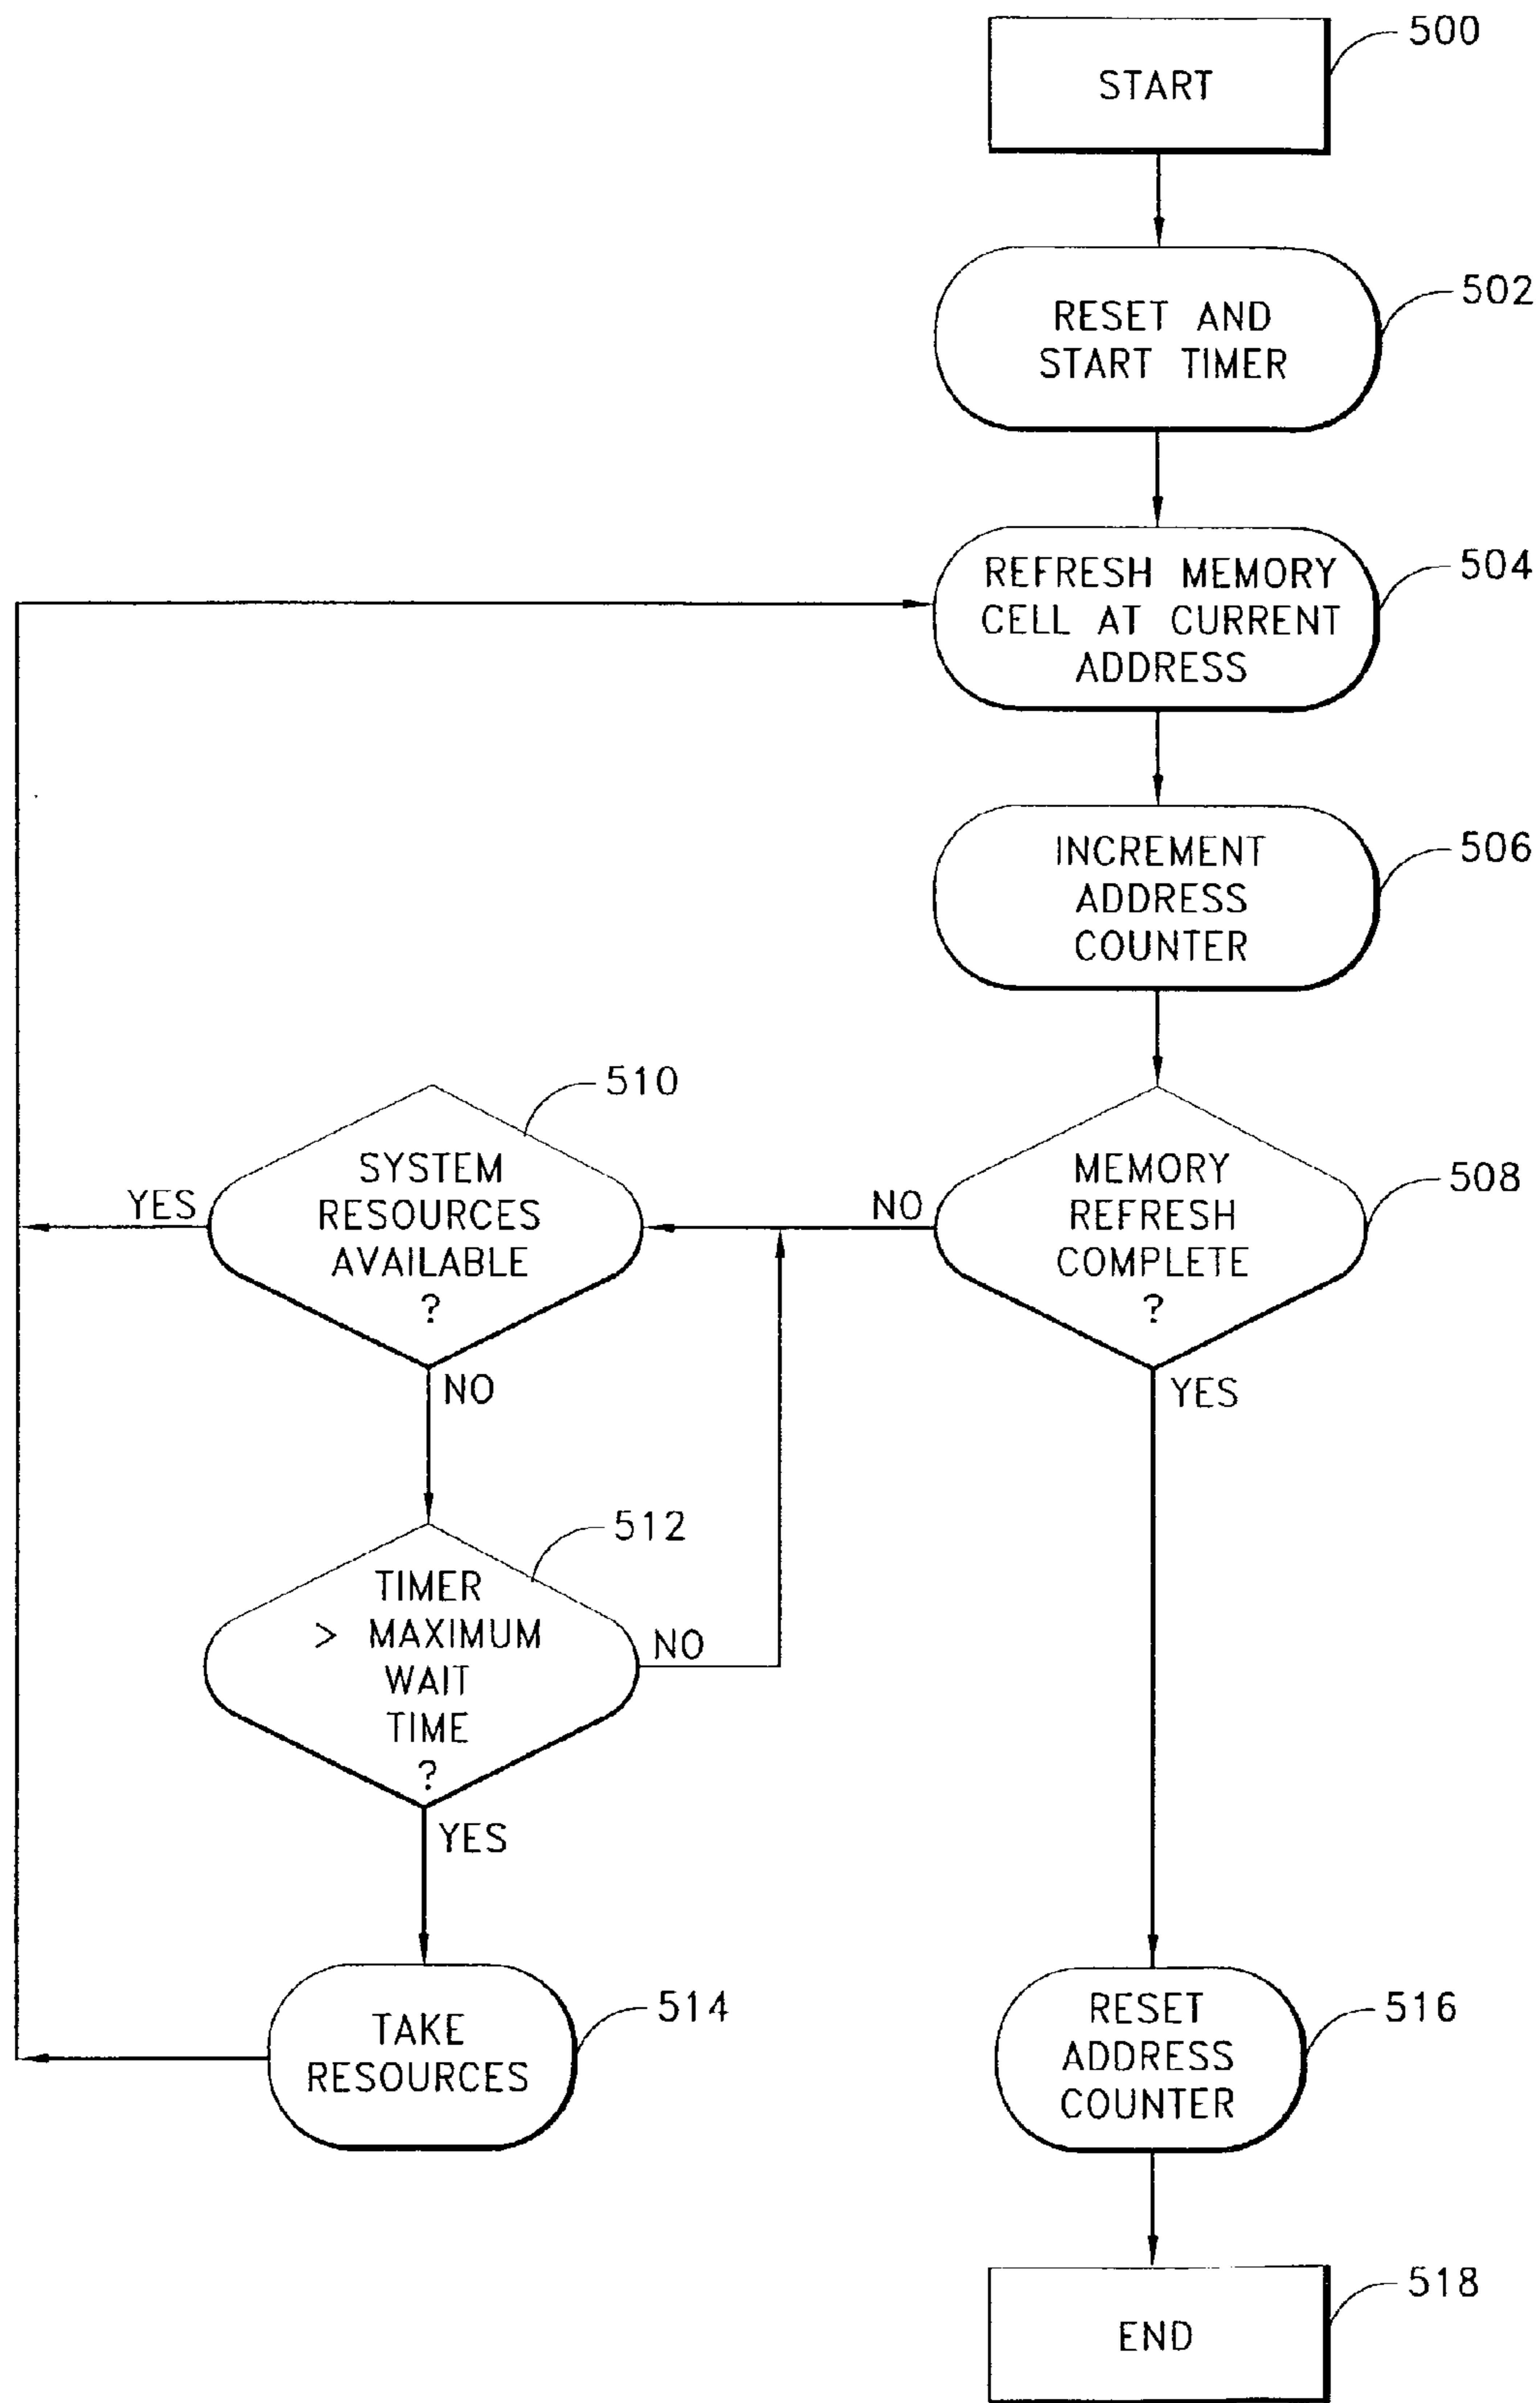 START
500
RESET AND
START TIMER
502
REFRESH MEMORY
CELL AT CURRENT
ADDRESS
504
INCREMENT
ADDRESS
COUNTER
506
MEMORY
REFRESH
COMPLETE
?
508
NO
YES
SYSTEM
RESOURCES
AVAILABLE
?
510
YES
NO
TIMER
> MAXIMUM
WAIT
TIME
?
512
NO
YES
TAKE
RESOURCES
514
RESET
ADDRESS
COUNTER
516
END
518